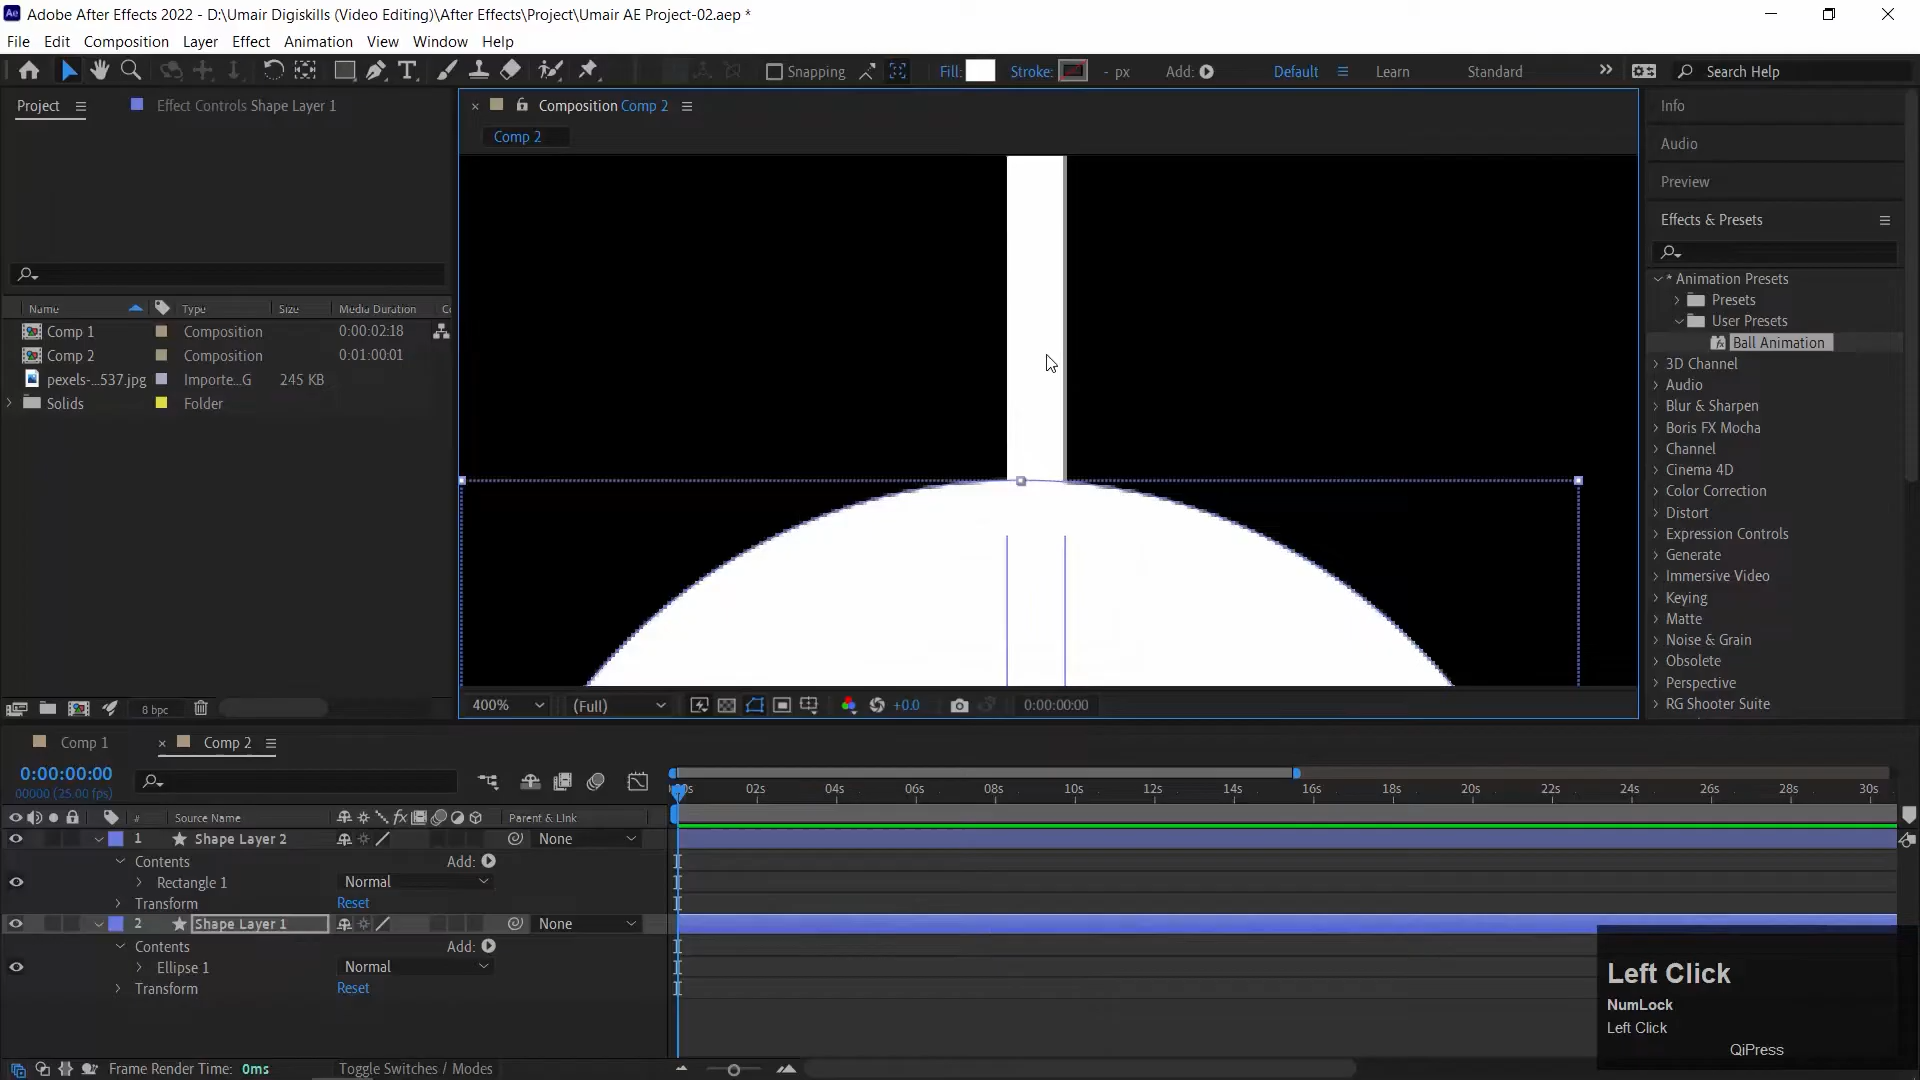 Adobe After Effects 2022 - D:\Umair Digiskills (Video Editing)\After Effects\Project\Umair AE Project-02.aep *
File Edit Composition Layer Effect Animation View Window Help
Snapping Fill: Stroke: - px Add: Default Learn Standard Search Help
Project Effect Controls Shape Layer 1
Composition Comp 2
Comp 2
Name Type Size Media Duration
Comp 1 Composition 0:00:02:18
Comp 2 Composition 0:01:00:01
pexels-...537.jpg Importe...G 245 KB
Solids Folder
8 bpc
400% (Full) +0.0 0:00:00:00
Info
Audio
Preview
Effects & Presets
* Animation Presets
Presets
User Presets
Ball Animation
3D Channel
Audio
Blur & Sharpen
Boris FX Mocha
Channel
Cinema 4D
Color Correction
Distort
Expression Controls
Generate
Immersive Video
Keying
Matte
Noise & Grain
Obsolete
Perspective
RG Shooter Suite
Comp 1 Comp 2
0:00:00:00
00000 (25.00 fps)
02s 04s 06s 08s 10s 12s 14s 16s 18s 20s 22s 24s 26s 28s 30s
# Source Name Parent & Link
1 Shape Layer 2 None
Contents Add:
Rectangle 1 Normal
Transform Reset
2 Shape Layer 1 None
Contents Add:
Ellipse 1 Normal
Transform Reset
Frame Render Time: 0ms Toggle Switches / Modes
Left Click
NumLock
Left Click
QiPress